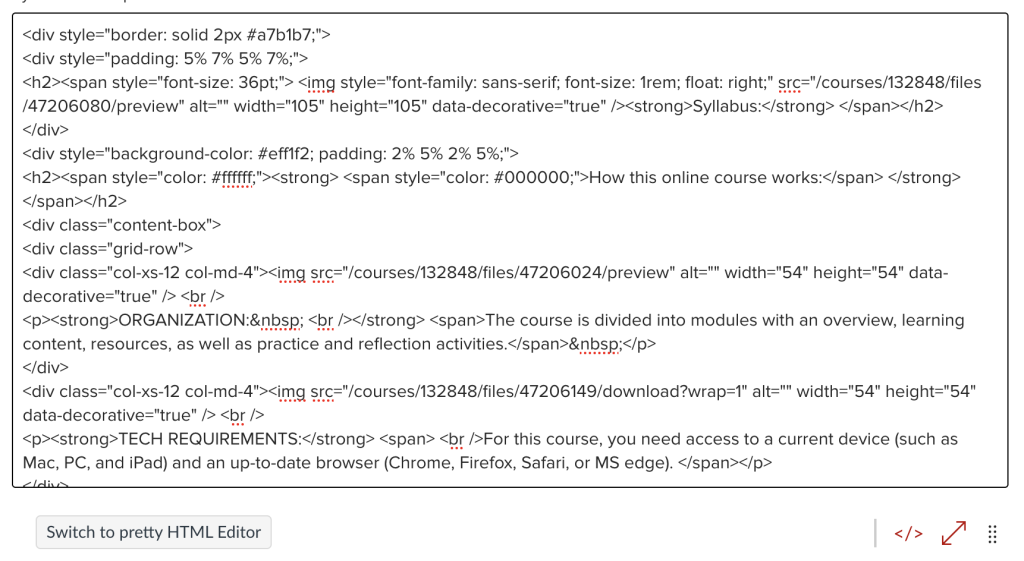 <div style="border: solid 2px #a7b1b7;">
<div style="padding: 5% 7% 5% 7%;">
<h2><span style="font-size: 36pt;"> <img style="font-family: sans-serif; font-size: 1rem; float: right;" src="/courses/132848/files
/47206080/preview" alt="" width="105" height="105" data-decorative="true" /><strong>Syllabus:</strong> </span></h2>
</div>
<div style="background-color: #eff1f2; padding: 2% 5% 2% 5%;">
<h2><span style="color: #ffffff;"><strong> <span style="color: #000000;">How this online course works:</span> </strong>
</span></h2>
<div class="content-box">
<div class="grid-row">
<div class="col-xs-12 col-md-4"><img src="/courses/132848/files/47206024/preview" alt="" width="54" height="54" data-
decorative="true" /> <br />
<p><strong>ORGANIZATION:&nbsp; <br /></strong> <span>The course is divided into modules with an overview, learning
content, resources, as well as practice and reflection activities.</span>&nbsp;</p>
</div>
<div class="col-xs-12 col-md-4"><img src="/courses/132848/files/47206149/download?wrap=1" alt="" width="54" height="54"
data-decorative="true" /> <br />
<p><strong>TECH REQUIREMENTS:</strong> <span> <br />For this course, you need access to a current device (such as
Mac, PC, and iPad) and an up-to-date browser (Chrome, Firefox, Safari, or MS edge). </span></p>
</div>
Switch to pretty HTML Editor
</>